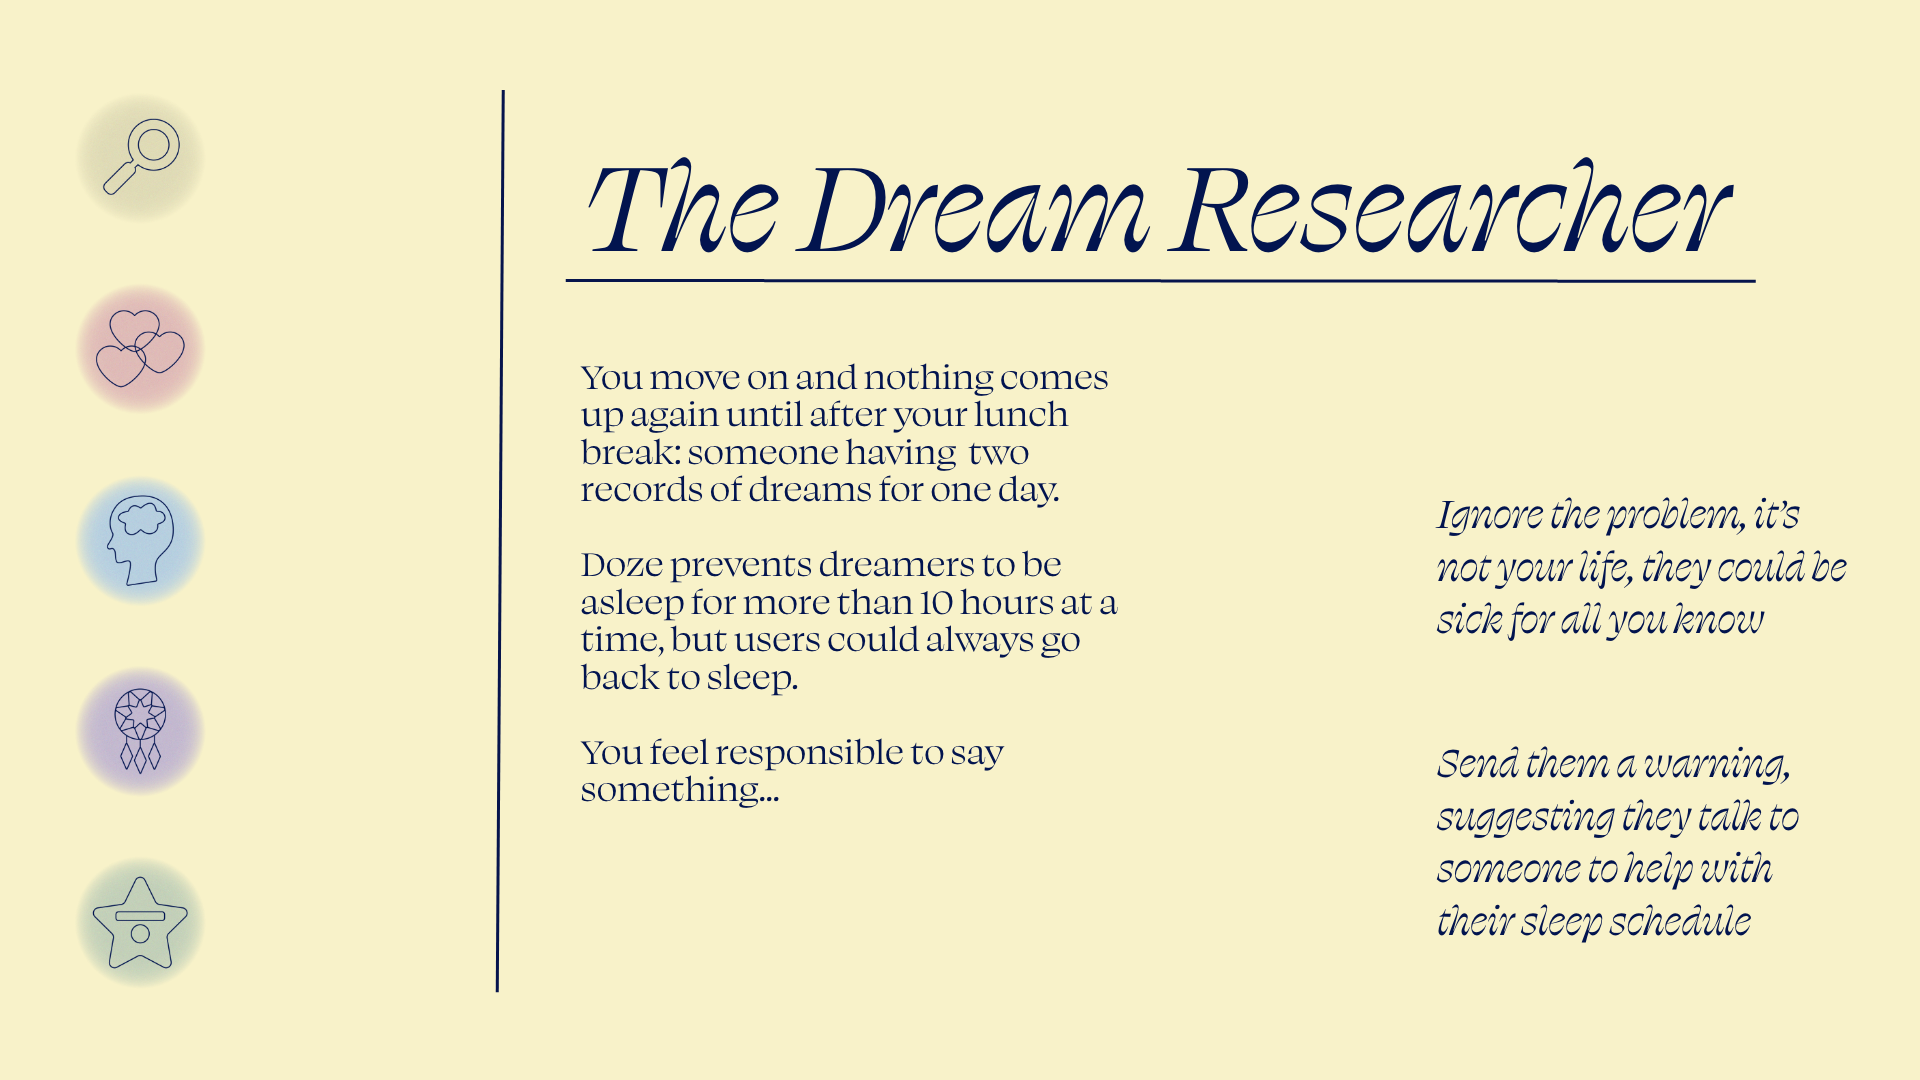 The Dream Researcher
You move on and nothing comes
up again until after your lunch
break: someone having  two
records of dreams for one day.
Doze prevents dreamers to be
asleep for more than 10 hours at a
time, but users could always go
back to sleep.
You feel responsible to say
something...
Ignore the problem, it’s
not your life, they could be
sick for all you know
Send them a warning,
suggesting they talk to
someone to help with
their sleep schedule